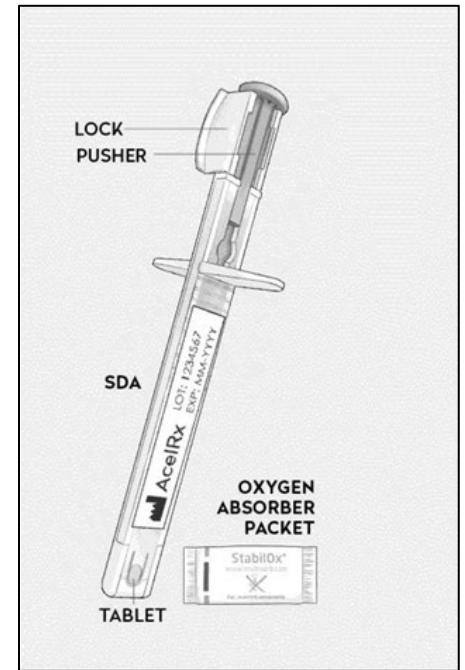 LOCK
PUSHER
SDA
AcelRx
LOT: 1234567
EXP: MM-YYYY
OXYGEN
ABSORBER
PACKET
StabilOx®
TABLET